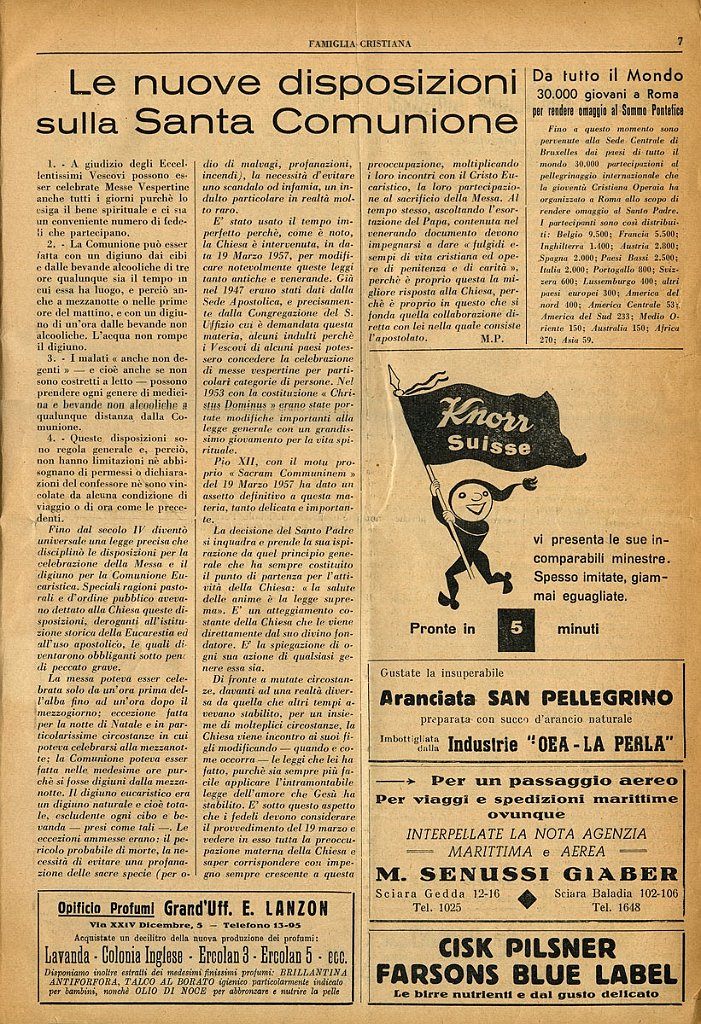 FAMIGLIA CRISTIANA
7
Le nuove disposizioni
sulla Santa Comunione
1. - A giudizio degli Eccel-
lentissimi Vescovi possono es-
ser celebrate Messe Vespertine
anche tutti i giorni purchè lo
esiga il bene spirituale e ci sia
un conveniente numero di fede-
li che partecipano.
2. - La Comunione può esser
fatta con un digiuno dai cibi
e dalle bevande alcooliche di tre
ore qualunque sia il tempo in
cui essa ha luogo, e perciò an-
che a mezzanotte o nelle prime
ore del mattino, e con un digiu-
no di un'ora dalle bevande non
alcooliche. L'acqua non rompe
il digiuno.
3. - I malati « anche non de-
genti » — e cioè anche se non
sono costretti a letto — possono
prendere ogni genere di medici-
na e bevande non alcooliche a
qualunque distanza dalla Co-
munione.
4. - Queste disposizioni so-
no regola generale e, perciò,
non hanno limitazioni nè abbi-
sognano di permessi o dichiara-
zioni del confessore nè sono vin-
colate da alcuna condizione di
viaggio o di ora come le prece-
denti.
Fino dal secolo IV diventò
universale una legge precisa che
disciplinò le disposizioni per la
celebrazione della Messa e il
digiuno per la Comunione Eu-
caristica. Speciali ragioni pasto-
rali e d'ordine pubblico aveva-
no dettato alla Chiesa queste di-
sposizioni, deroganti all'istitu-
zione storica della Eucarestia ed
all'uso apostolico, le quali di-
ventarono obbliganti sotto pena
di peccato grave.
La messa poteva esser cele-
brata solo da un'ora prima del-
l'alba fino ad un'ora dopo il
mezzogiorno; eccezione fatta
per la notte di Natale e in par-
ticolarissime circostanze in cui
poteva celebrarsi alla mezzanot-
te; la Comunione poteva esser
fatta nelle medesime ore pur-
chè si fosse digiuni dalla mezza-
notte. Il digiuno eucaristico era
un digiuno naturale e cioè tota-
le, escludente ogni cibo e be-
vanda — presi come tali —. Le
eccezioni ammesse erano: il pe-
ricolo probabile di morte, la ne-
cessità di evitare una profana-
zione delle sacre specie (per o-
dio di malvagi, profanazioni,
incendi), la necessità d'evitare
uno scandalo od infamia, un in-
dulto particolare in realtà mol-
to raro.
E' stato usato il tempo im-
perfetto perchè, come è noto,
la Chiesa è intervenuta, in da-
ta 19 Marzo 1957, per modifi-
care notevolmente queste leggi
tanto antiche e venerande. Già
nel 1947 erano stati dati dalla
Sede Apostolica, e precisamen-
te dalla Congregazione del S.
Uffizio cui è demandata questa
materia, alcuni indulti perchè
i Vescovi di alcuni paesi potes-
sero concedere la celebrazione
di messe vespertine per parti-
colari categorie di persone. Nel
1953 con la costituzione « Chri-
stus Dominus » erano state por-
tate modifiche importanti alla
legge generale con un grandis-
simo giovamento per la vita spi-
rituale.
Pio XII, con il motu pro-
prio « Sacram Communinem »
del 19 Marzo 1957 ha dato un
assetto definitivo a questa ma-
teria, tanto delicata e importan-
te.
La decisione del Santo Padre
si inquadra e prende la sua ispi-
razione da quel principio gene-
rale che ha sempre costituito
il punto di partenza per l'atti-
vità della Chiesa: « la salute
delle anime è la legge supre-
ma». E' un atteggiamento co-
stante della Chiesa che le viene
direttamente dal suo divino fon-
datore. E' la spiegazione di o-
gni sua azione di qualsiasi ge-
nere essa sia.
Di fronte a mutate circostan-
ze, davanti ad una realtà diver-
sa da quella che altri tempi a-
vevano stabilito, per un insie-
me di molteplici circostanze, la
Chiesa viene incontro ai suoi fi-
gli modificando — quando e co-
me occorra — le leggi che lei ha
fatto, purchè sia sempre più fa-
cile applicare l'intramontabile
legge dell'amore che Gesù ha
stabilito. E' sotto questo aspetto
che i fedeli devono considerare
il provvedimento del 19 marzo e
vedere in esso tutta la preoccu-
pazione materna della Chiesa e
saper corrispondere con impe-
gno sempre crescente a questa
preoccupazione, moltiplicando
i loro incontri con il Cristo Eu-
caristico, la loro partecipazio-
ne al sacrificio della Messa. Al
tempo stesso, ascoltando l'esor-
tazione del Papa, contenuta nel
venerando documento devono
impegnarsi a dare « fulgidi e-
sempi di vita cristiana ed ope-
re di penitenza e di carità »,
perchè è proprio questa la mi-
gliore risposta alla Chiesa, per-
chè è proprio in questo che si
fonda quella collaborazione di-
retta con lei nella quale consiste
l'apostolato. M.P.
Da tutto il Mondo
30.000 giovani a Roma
per rendere omaggio al Sommo Pontefice
Fino a questo momento sono
pervenute alla Sede Centrale di
Bruxelles dai paesi di tutto il
mondo 30.000 partecipazioni al
pellegrinaggio internazionale che
la gioventù Cristiana Operaia ha
organizzato a Roma allo scopo di
rendere omaggio al Santo Padre.
I partecipanti sono così distribui-
ti: Belgio 9.500; Francia 5.500;
Inghilterra 1.400; Austria 2.800;
Spagna 2.000; Paesi Bassi 2.500;
Italia 2.000; Portogallo 800; Sviz-
zera 600; Lussemburgo 400; altri
paesi europei 300; America del
nord 400; America Centrale 53;
America del Sud 233; Medio O-
riente 150; Australia 150; Africa
270; Asia 59.
Knorr
Suisse
vi presenta le sue in-
comparabili minestre.
Spesso imitate, giam-
mai eguagliate.
Pronte in 5 minuti
Gustate la insuperabile
Aranciata SAN PELLEGRINO
preparata con succo d'arancio naturale
Imbottigliata
dalla Industrie "OEA - LA PERLA"
Per un passaggio aereo
Per viaggi e spedizioni marittime
ovunque
INTERPELLATE LA NOTA AGENZIA
MARITTIMA e AEREA
M. SENUSSI GIABER
Sciara Gedda 12-16 Sciara Baladia 102-106
Tel. 1025 Tel. 1648
Opificio Profumi Grand'Uff. E. LANZON
Via XXIV Dicembre, 5 — Telefono 13-95
Acquistate un decilitro della nuova produzione dei profumi:
Lavanda - Colonia Inglese - Ercolan 3 - Ercolan 5 - ecc.
Disponiamo inoltre estratti dei medesimi finissimi profumi: BRILLANTINA
ANTIFORFORA, TALCO AL BORATO igienico particolarmente indicato
per bambini, nonchè OLIO DI NOCE per abbronzare e nutrire la pelle
CISK PILSNER
FARSONS BLUE LABEL
Le birre nutrienti e dal gusto delicato